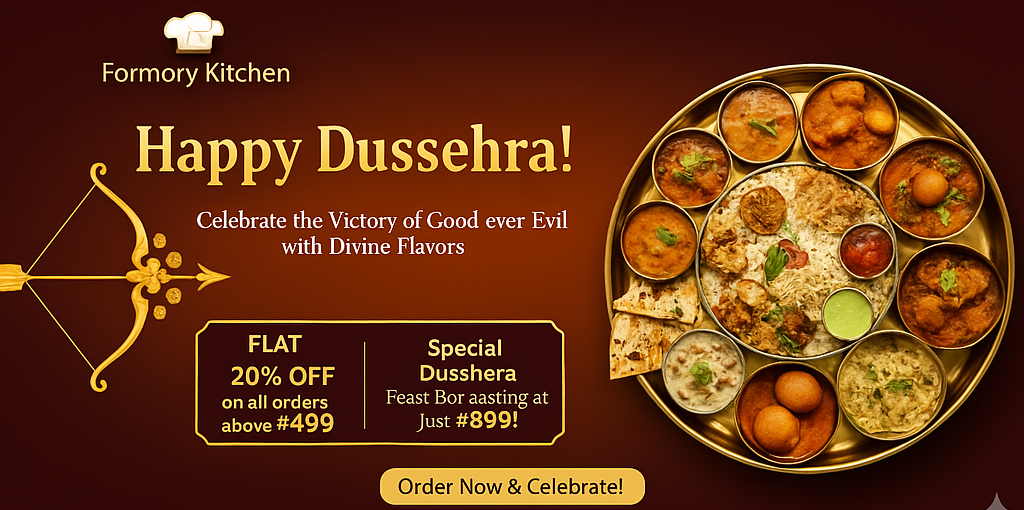 Formory Kitchen
Happy Dussehra!
Celebrate the Victory of Good ever Evil
with Divine Flavors
FLAT
20% OFF
on all orders
above #499
Special
Dusshera
Feast Bor aasting at
Just #899!
Order Now & Celebrate!